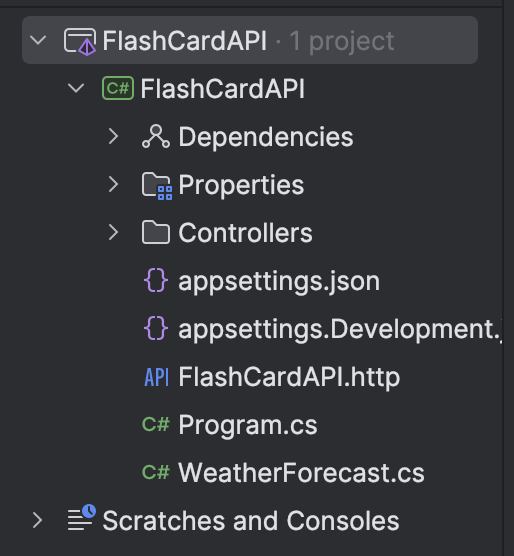 FlashCardAPI · 1 project
C# FlashCardAPI
Dependencies
Properties
Controllers
{} appsettings.json
{} appsettings.Development.
API FlashCardAPI.http
C# Program.cs
C# WeatherForecast.cs
Scratches and Consoles